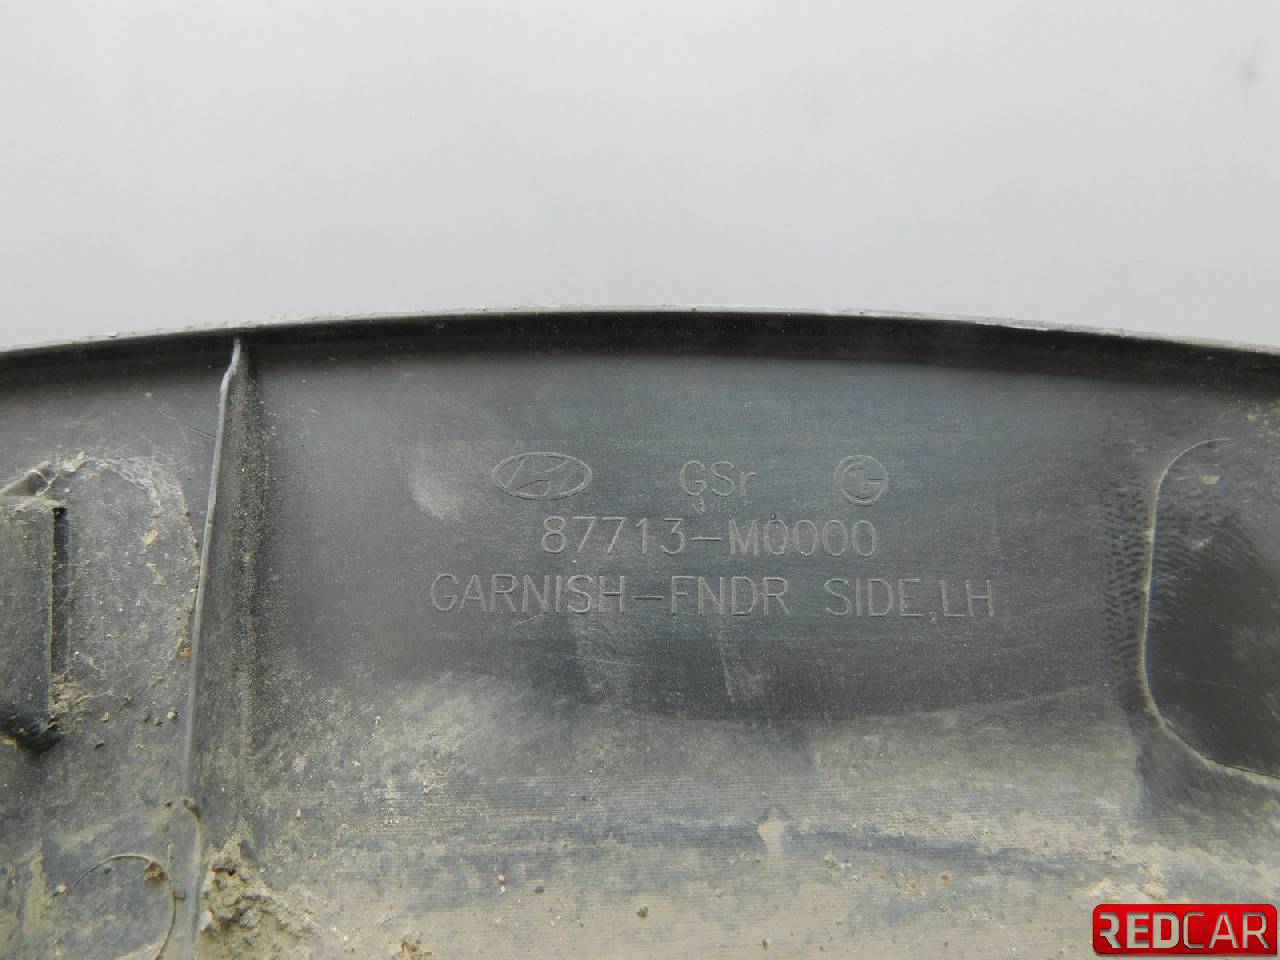 GSr G
87713-M0000
GARNISH-FNDR SIDE,LH
REDCAR